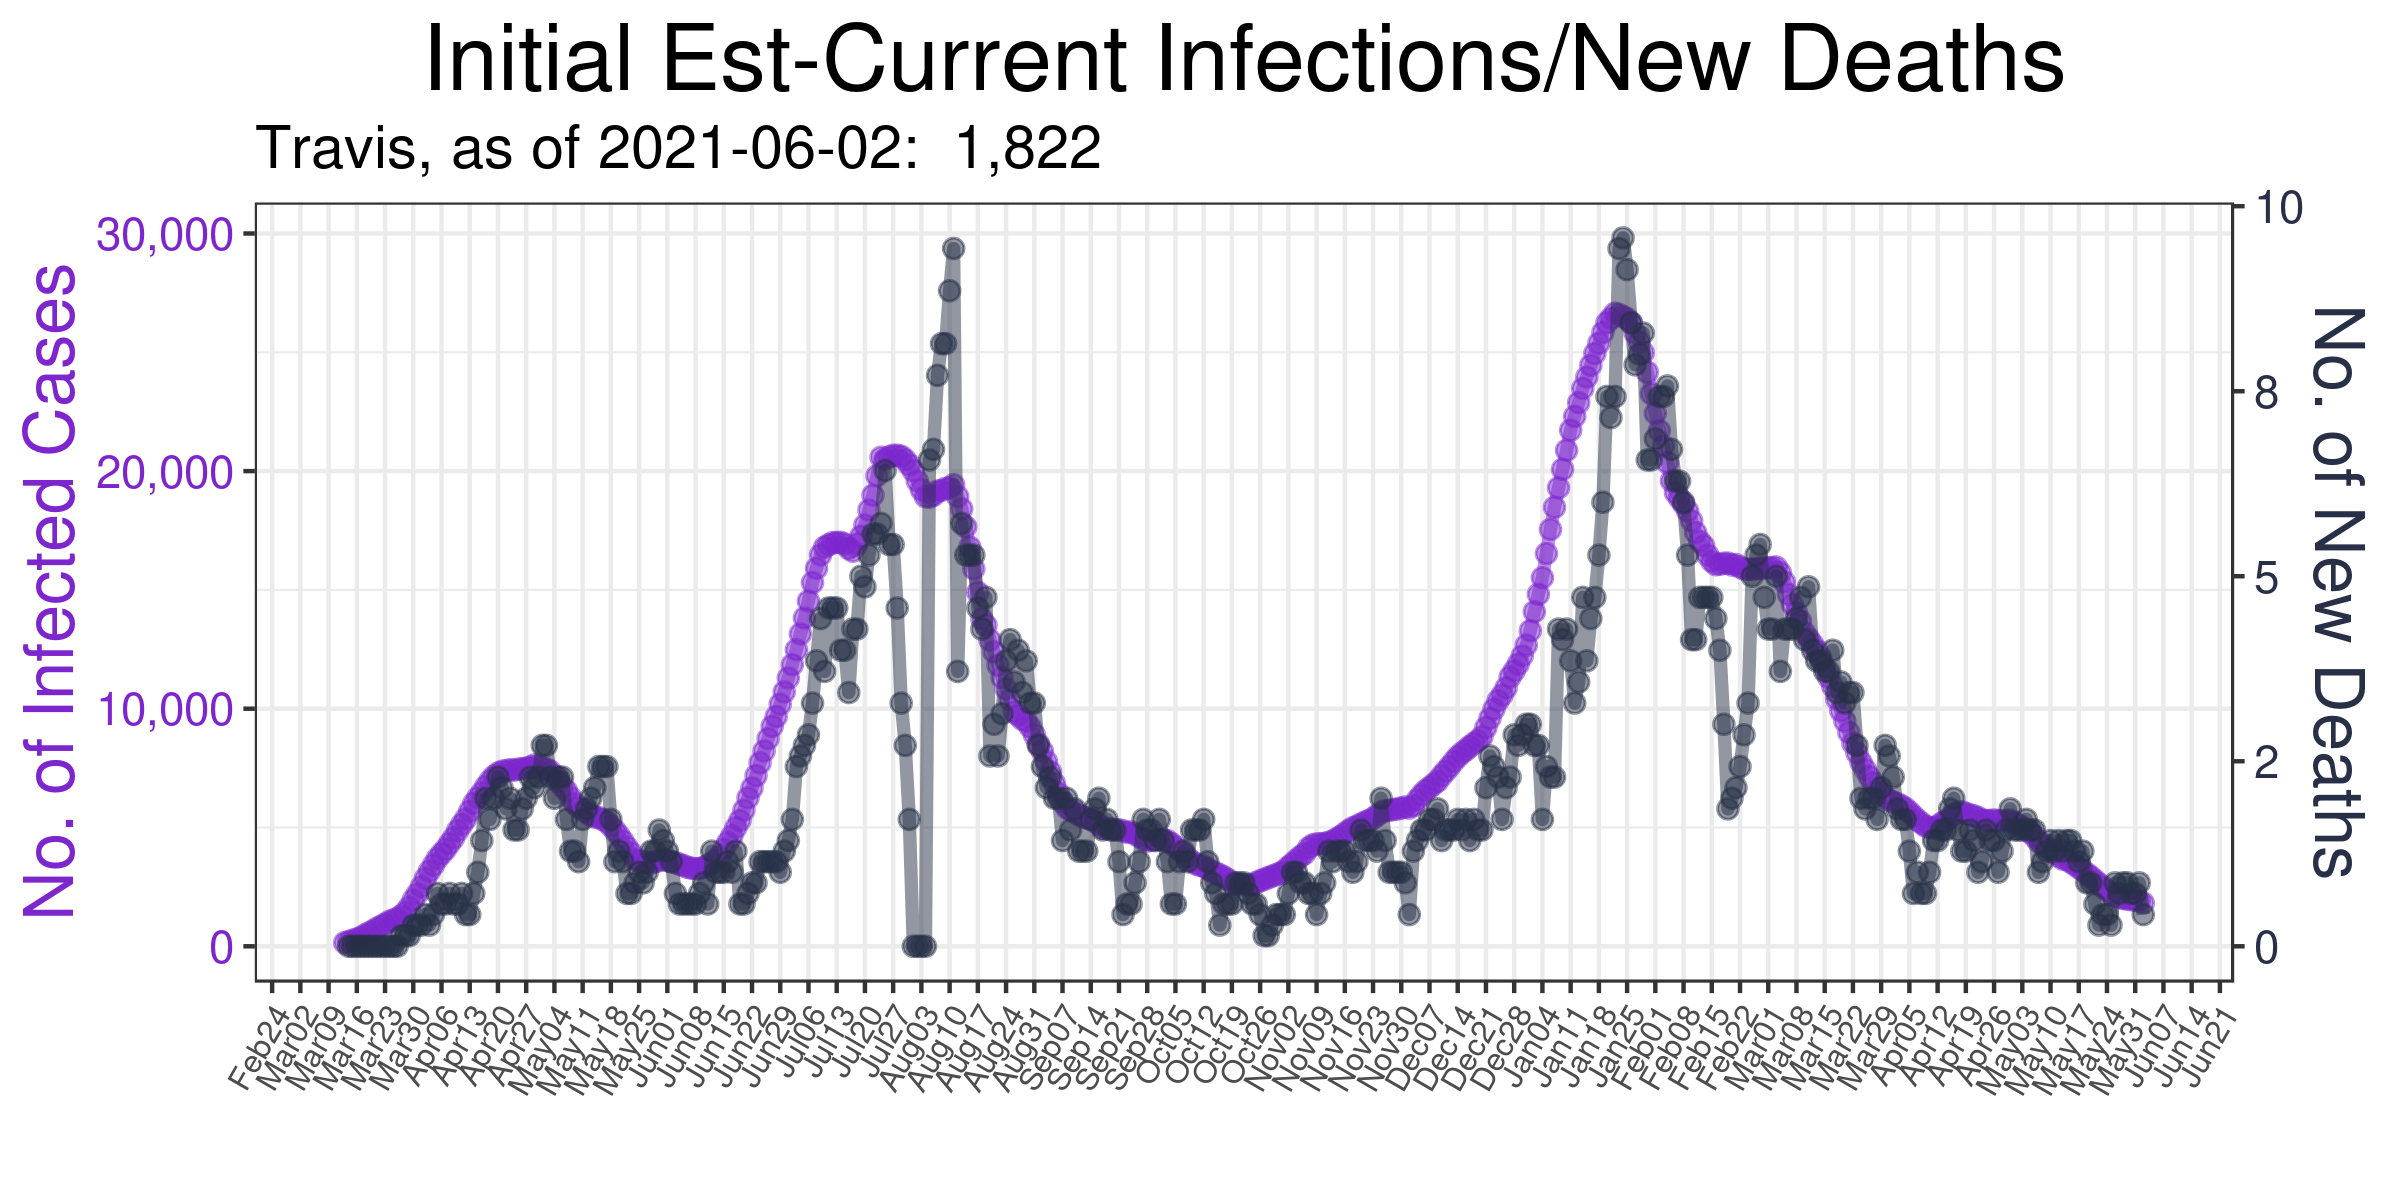 Initial Est-Current Infections/New Deaths
Travis, as of 2021-06-02:  1,822
No. of Infected Cases
30,000
20,000
10,000
0
10
8
5
2
0
No. of New Deaths
Feb24
Mar02
Mar09
Mar16
Mar23
Mar30
Apr06
Apr13
Apr20
Apr27
May04
May11
May18
May25
Jun01
Jun08
Jun15
Jun22
Jun29
Jul06
Jul13
Jul20
Jul27
Aug03
Aug10
Aug17
Aug24
Aug31
Sep07
Sep14
Sep21
Sep28
Oct05
Oct12
Oct19
Oct26
Nov02
Nov09
Nov16
Nov23
Nov30
Dec07
Dec14
Dec21
Dec28
Jan04
Jan11
Jan18
Jan25
Feb01
Feb08
Feb15
Feb22
Mar01
Mar08
Mar15
Mar22
Mar29
Apr05
Apr12
Apr19
Apr26
May03
May10
May17
May24
May31
Jun07
Jun14
Jun21